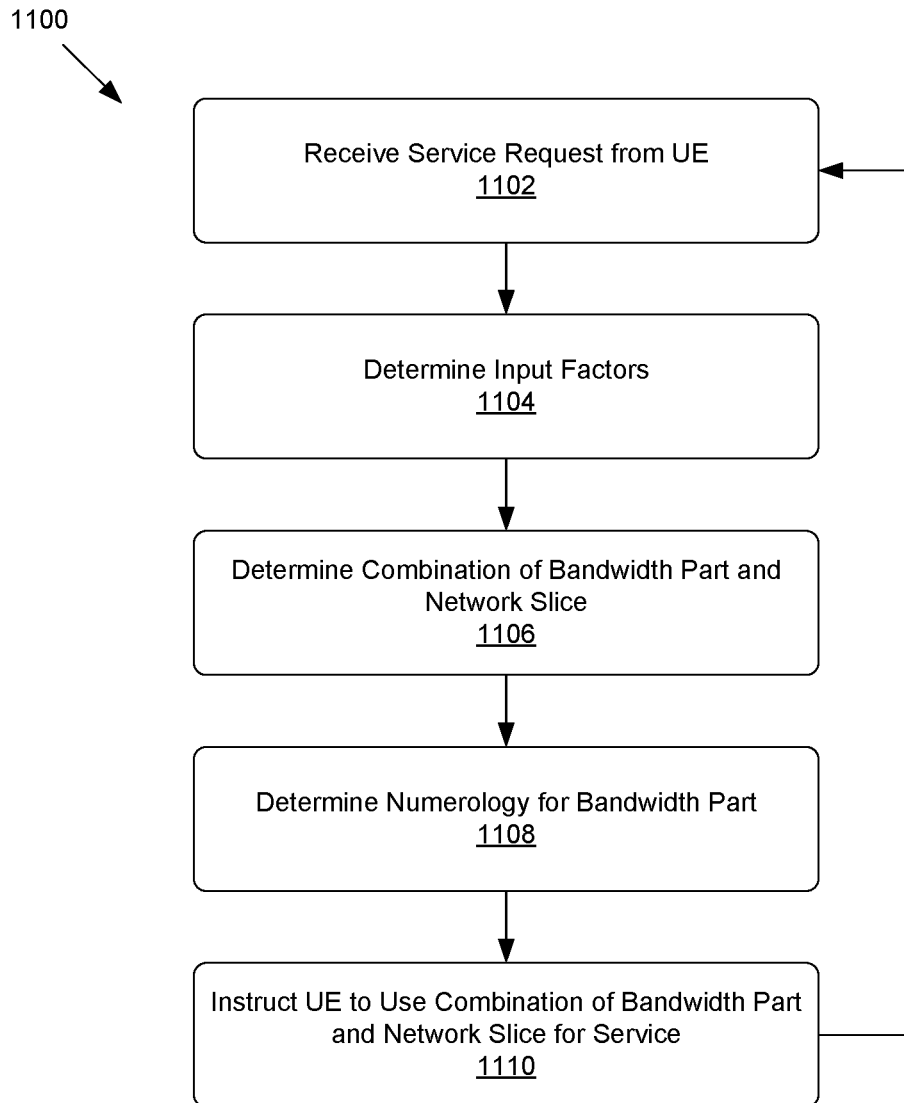 1100
Receive Service Request from UE
1102
Determine Input Factors
1104
Determine Combination of Bandwidth Part and
Network Slice
1106
Determine Numerology for Bandwidth Part
1108
Instruct UE to Use Combination of Bandwidth Part
and Network Slice for Service
1110